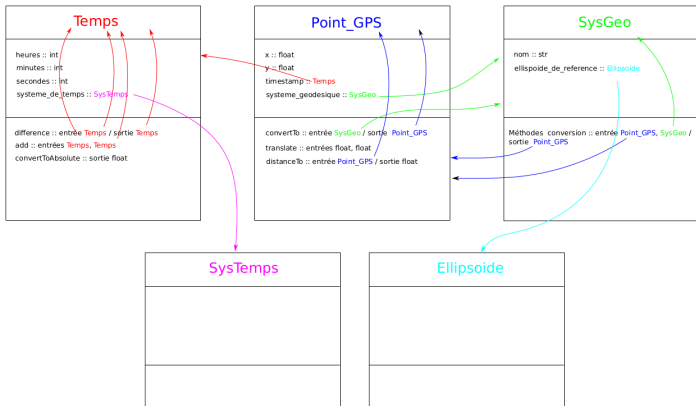 Temps
heures :: int
minutes :: int
secondes :: int
systeme_de_temps :: SysTemps
difference :: entrée Temps / sortie Temps
add :: entrées Temps, Temps
convertToAbsolute :: sortie float
Point_GPS
x :: float
y :: float
timestamp :: Temps
systeme_geodesique :: SysGeo
convertTo :: entrée SysGeo / sortie Point_GPS
translate :: entrées float, float
distanceTo :: entrée Point_GPS / sortie float
SysGeo
nom :: str
ellispoide_de_reference :: Ellipsoide
Méthodes conversion :: entrée Point_GPS, SysGeo /
sortie Point_GPS
SysTemps
Ellipsoide